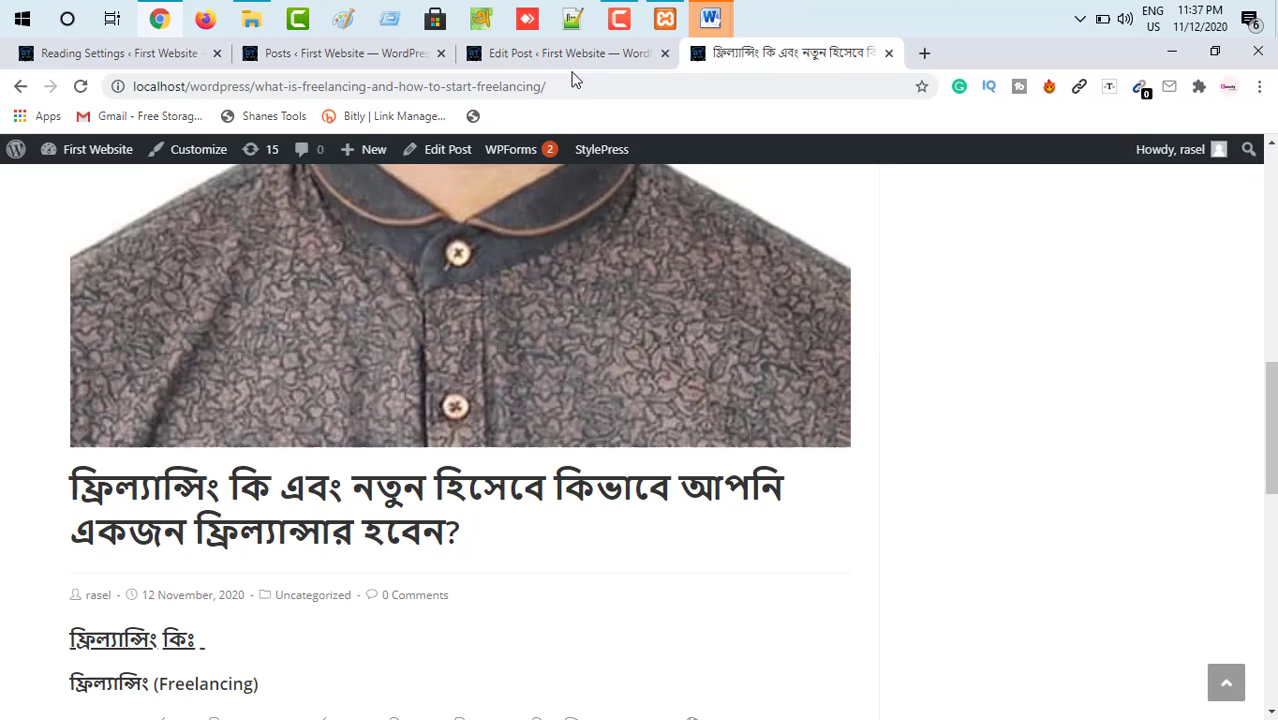 ENG
11:37 PM
US
11/12/2020
6
Reading Settings ‹ First Website -
Posts ‹ First Website — WordPres
Edit Post ‹ First Website — Word
ফ্রিল্যান্সিং কি এবং নতুন হিসেবে কি
localhost/wordpress/what-is-freelancing-and-how-to-start-freelancing/
0
Apps
Gmail - Free Storag...
Shanes Tools
Bitly | Link Manage...
First Website
Customize
15
0
New
Edit Post
WPForms 2
StylePress
Howdy, rasel
ফ্রিল্যান্সিং কি এবং নতুন হিসেবে কিভাবে আপনি
একজন ফ্রিল্যান্সার হবেন?
rasel - 12 November, 2020 - Uncategorized - 0 Comments
ফ্রিল্যান্সিং কিঃ -
ফ্রিল্যান্সিং (Freelancing)